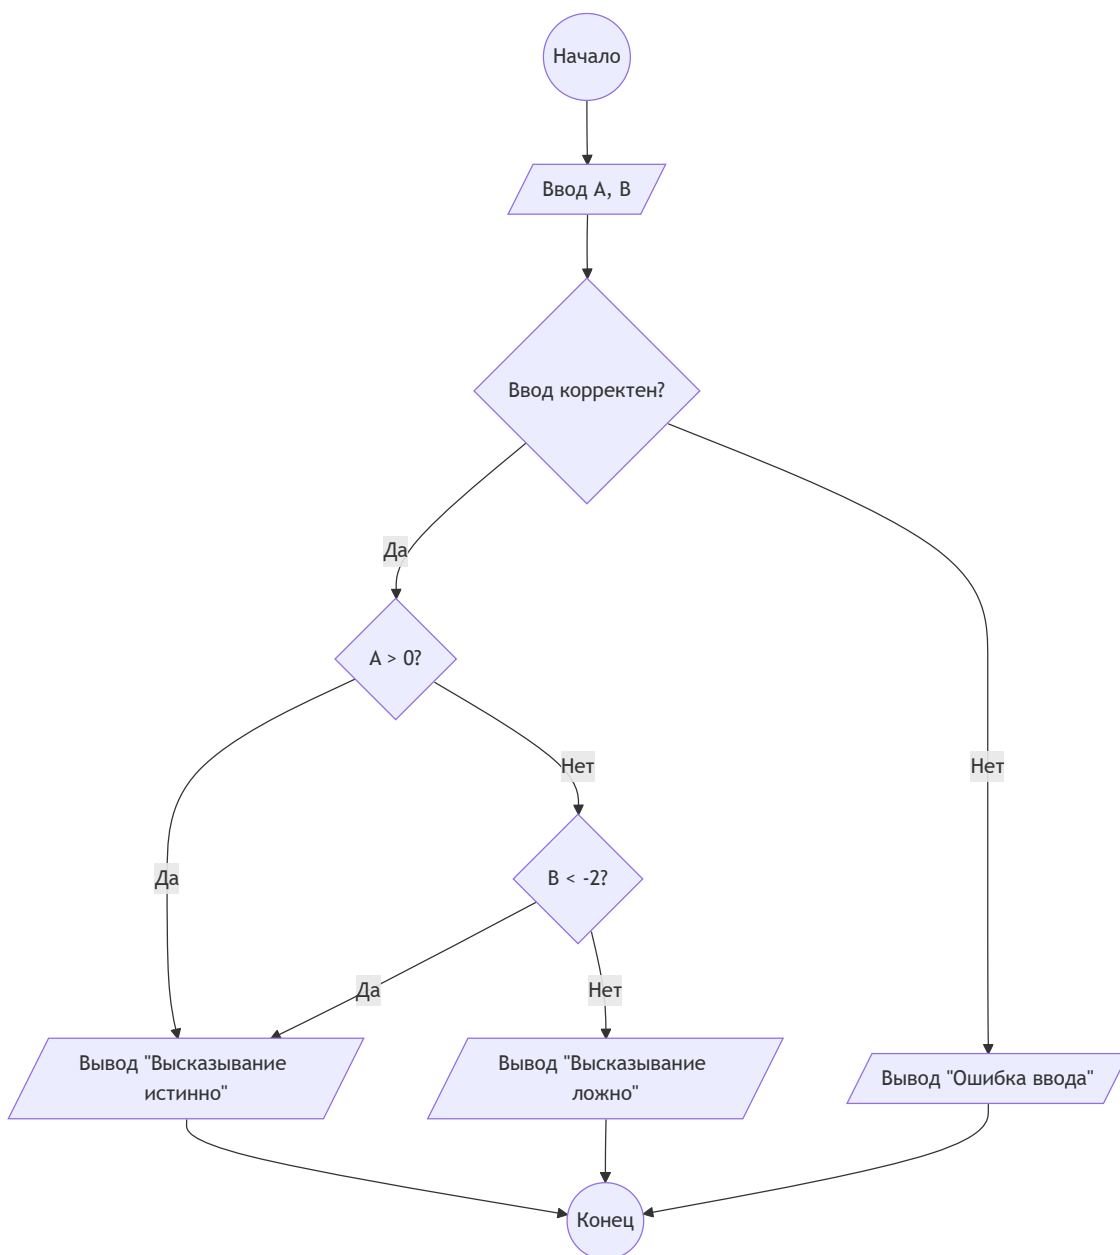 Начало
Ввод A, B
Ввод корректен?
Да
A > 0?
Нет
Нет
Да
B < -2?
Да
Нет
Вывод "Высказывание
истинно"
Вывод "Высказывание
ложно"
Вывод "Ошибка ввода"
Конец